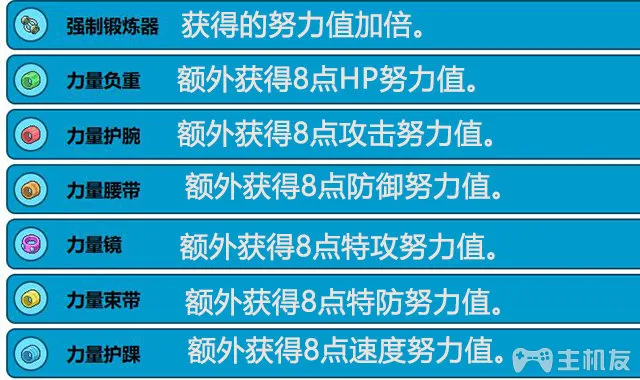 强制锻炼器 获得的努力值加倍。
力量负重 额外获得8点HP努力值。
力量护腕 额外获得8点攻击努力值。
力量腰带 额外获得8点防御努力值。
力量镜 额外获得8点特攻努力值。
力量束带 额外获得8点特防努力值。
力量护踝 额外获得8点速度努力值。
主机友